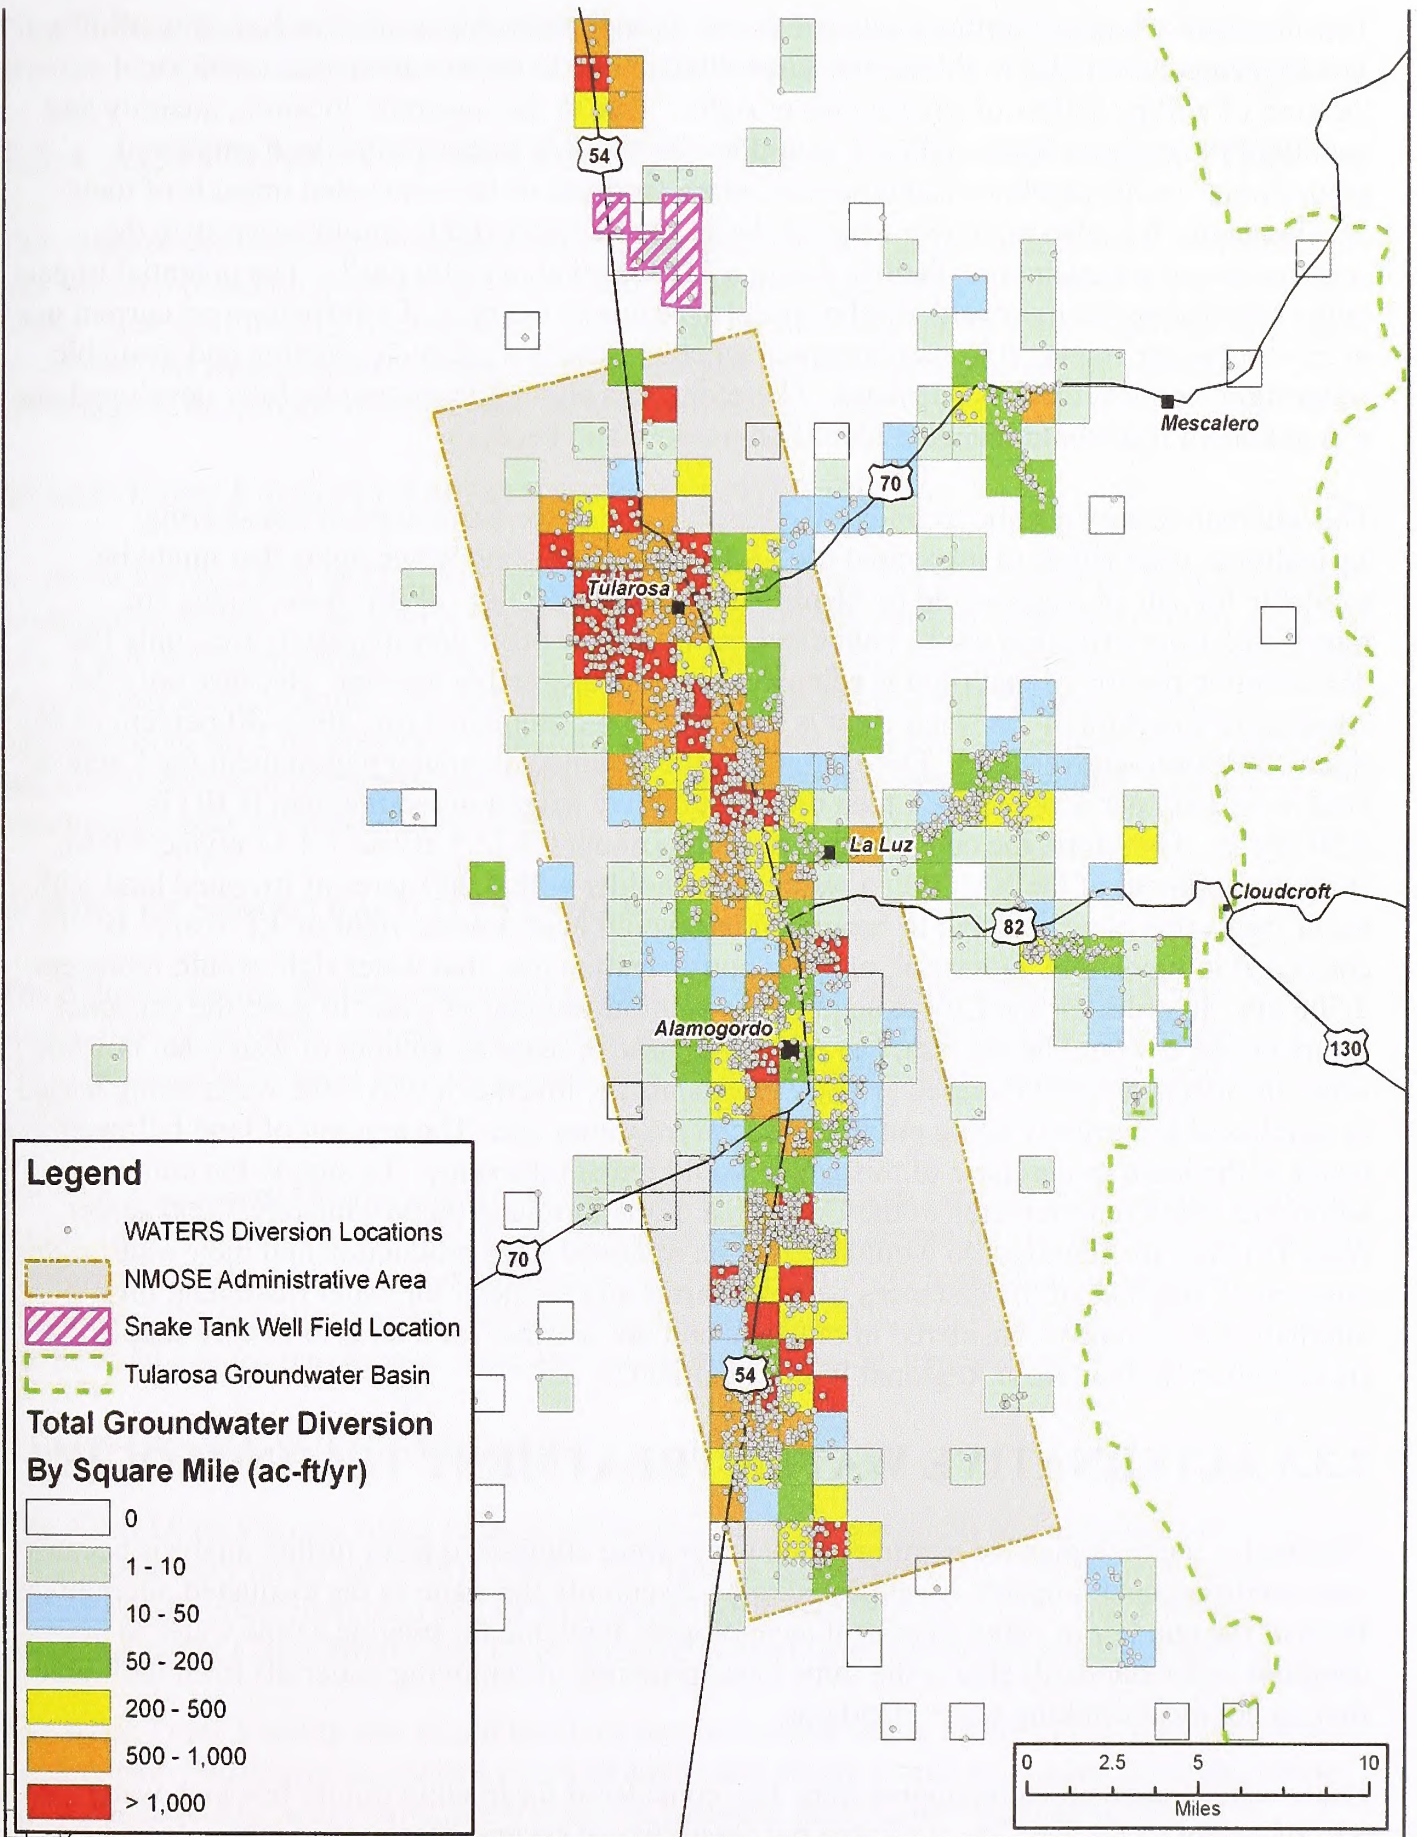 54
Mescalero
70
Tularosa
La Luz
Cloudcroft
82
Alamogordo
130
Legend
WATERS Diversion Locations
NMOSE Administrative Area
Snake Tank Well Field Location
Tularosa Groundwater Basin
Total Groundwater Diversion
By Square Mile (ac-ft/yr)
0
1 - 10
10 - 50
50 - 200
200 - 500
500 - 1,000
> 1,000
70
54
0 2.5 5 10
Miles